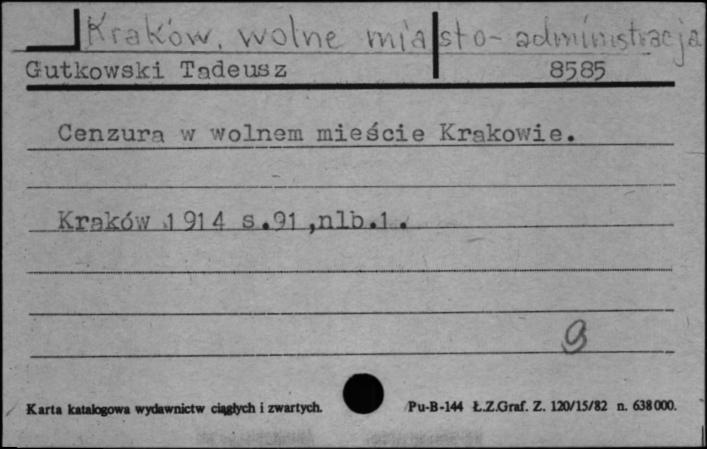 Kraków, wolne miasto - administracja
Gutkowski Tadeusz 8585
Cenzura w wolnem mieście Krakowie.
Kraków 1914 s.91,nlb.1.
9
Karta katalogowa wydawnictw ciągłych i zwartych. Pu-B-144 Ł.Z.Graf. Z. 120/15/82 n. 638000.